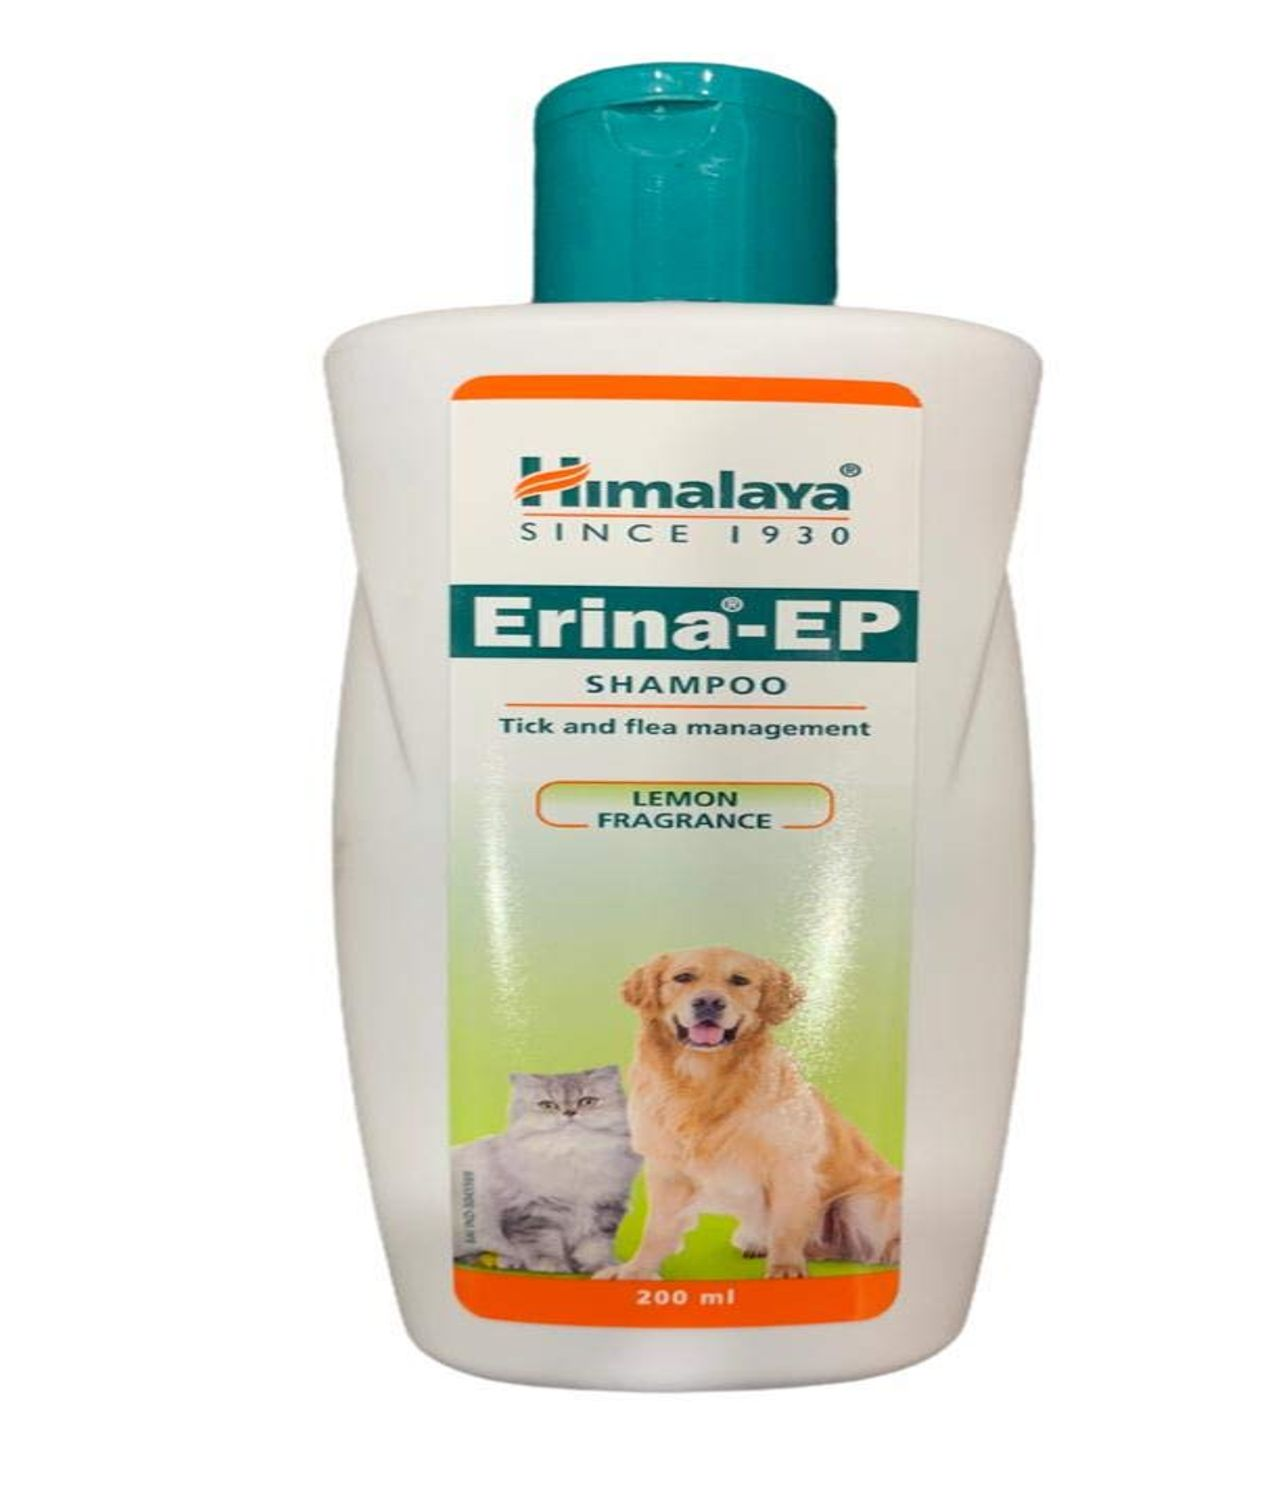 Himalaya®
SINCE 1930
Erina®-EP
SHAMPOO
Tick and flea management
LEMON
FRAGRANCE
200 ml